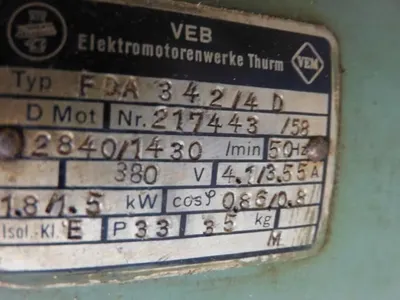 VEB
Elektromotorenwerke Thurm
VEM
Typ FDA 342/4 D
D Mot Nr. 217443 /58
2840/1430 /min 50Hz
380 V 4.1/3.55 A
1.8/1.5 kW cosφ 0.86/0.8
Isol.-Kl. E P33 35 kg
M